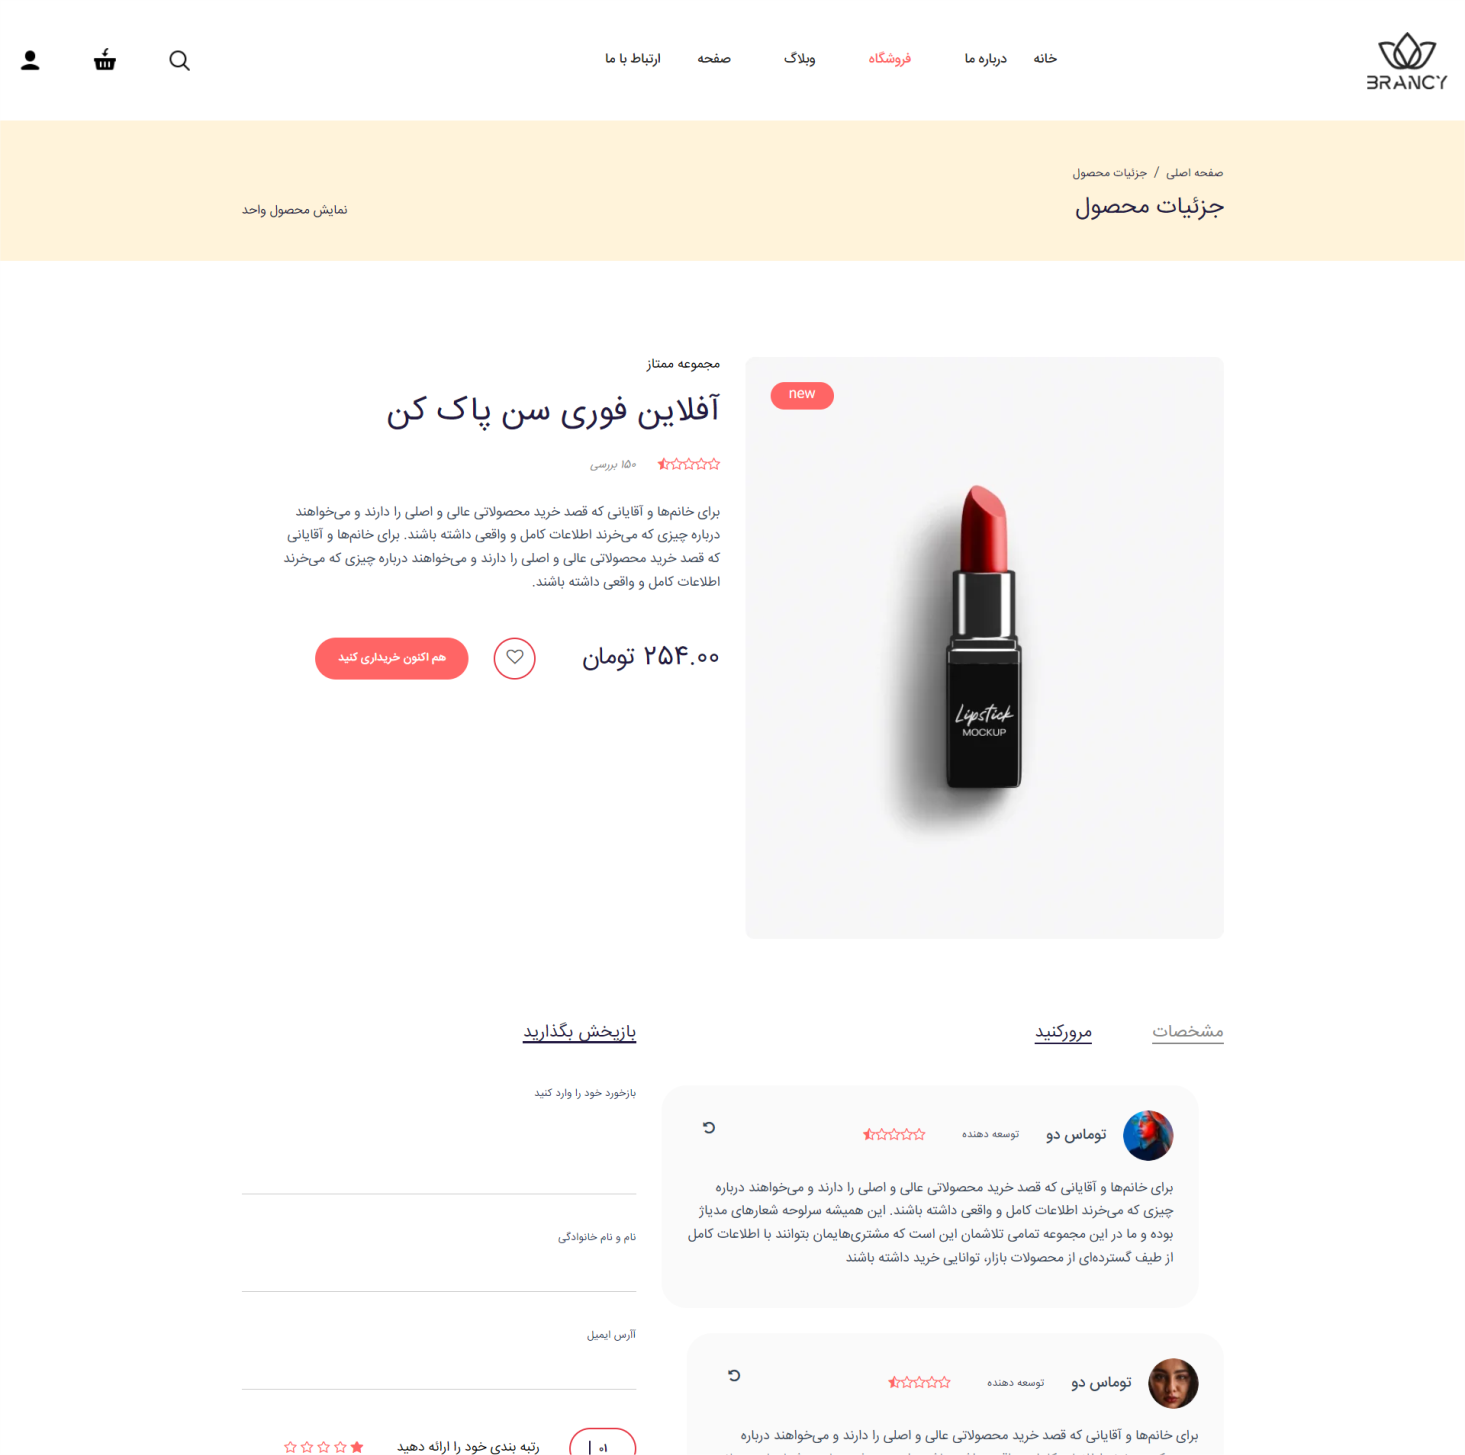 BRANCY
خانه درباره ما فروشگاه وبلاگ صفحه ارتباط با ما
صفحه اصلی / جزئیات محصول
جزئیات محصول
نمایش محصول واحد
new
Lipstick
MOCKUP
مجموعه ممتاز
آفلاین فوری سن پاک کن
۱۵۰ بررسی
برای خانم‌ها و آقایانی که قصد خرید محصولاتی عالی و اصلی را دارند و می‌خواهند
درباره چیزی که می‌خرند اطلاعات کامل و واقعی داشته باشند. برای خانم‌ها و آقایانی
که قصد خرید محصولاتی عالی و اصلی را دارند و می‌خواهند درباره چیزی که می‌خرند
اطلاعات کامل و واقعی داشته باشند.
۲۵۴.۰۰ تومان
هم اکنون خریداری کنید
مشخصات
مرورکنید
توماس دو
توسعه دهنده
برای خانم‌ها و آقایانی که قصد خرید محصولاتی عالی و اصلی را دارند و می‌خواهند درباره
چیزی که می‌خرند اطلاعات کامل و واقعی داشته باشند. این همیشه سرلوحه شعارهای مدیاژ
بوده و ما در این مجموعه تمامی تلاشمان این است که مشتری‌هایمان بتوانند با اطلاعات کامل
از طیف گسترده‌ای از محصولات بازار، توانایی خرید داشته باشند
توماس دو
توسعه دهنده
برای خانم‌ها و آقایانی که قصد خرید محصولاتی عالی و اصلی را دارند و می‌خواهند درباره
بازیخش بگذارید
بازخورد خود را وارد کنید
نام و نام خانوادگی
آآرس ایمیل
۰۱
رتبه بندی خود را ارائه دهید